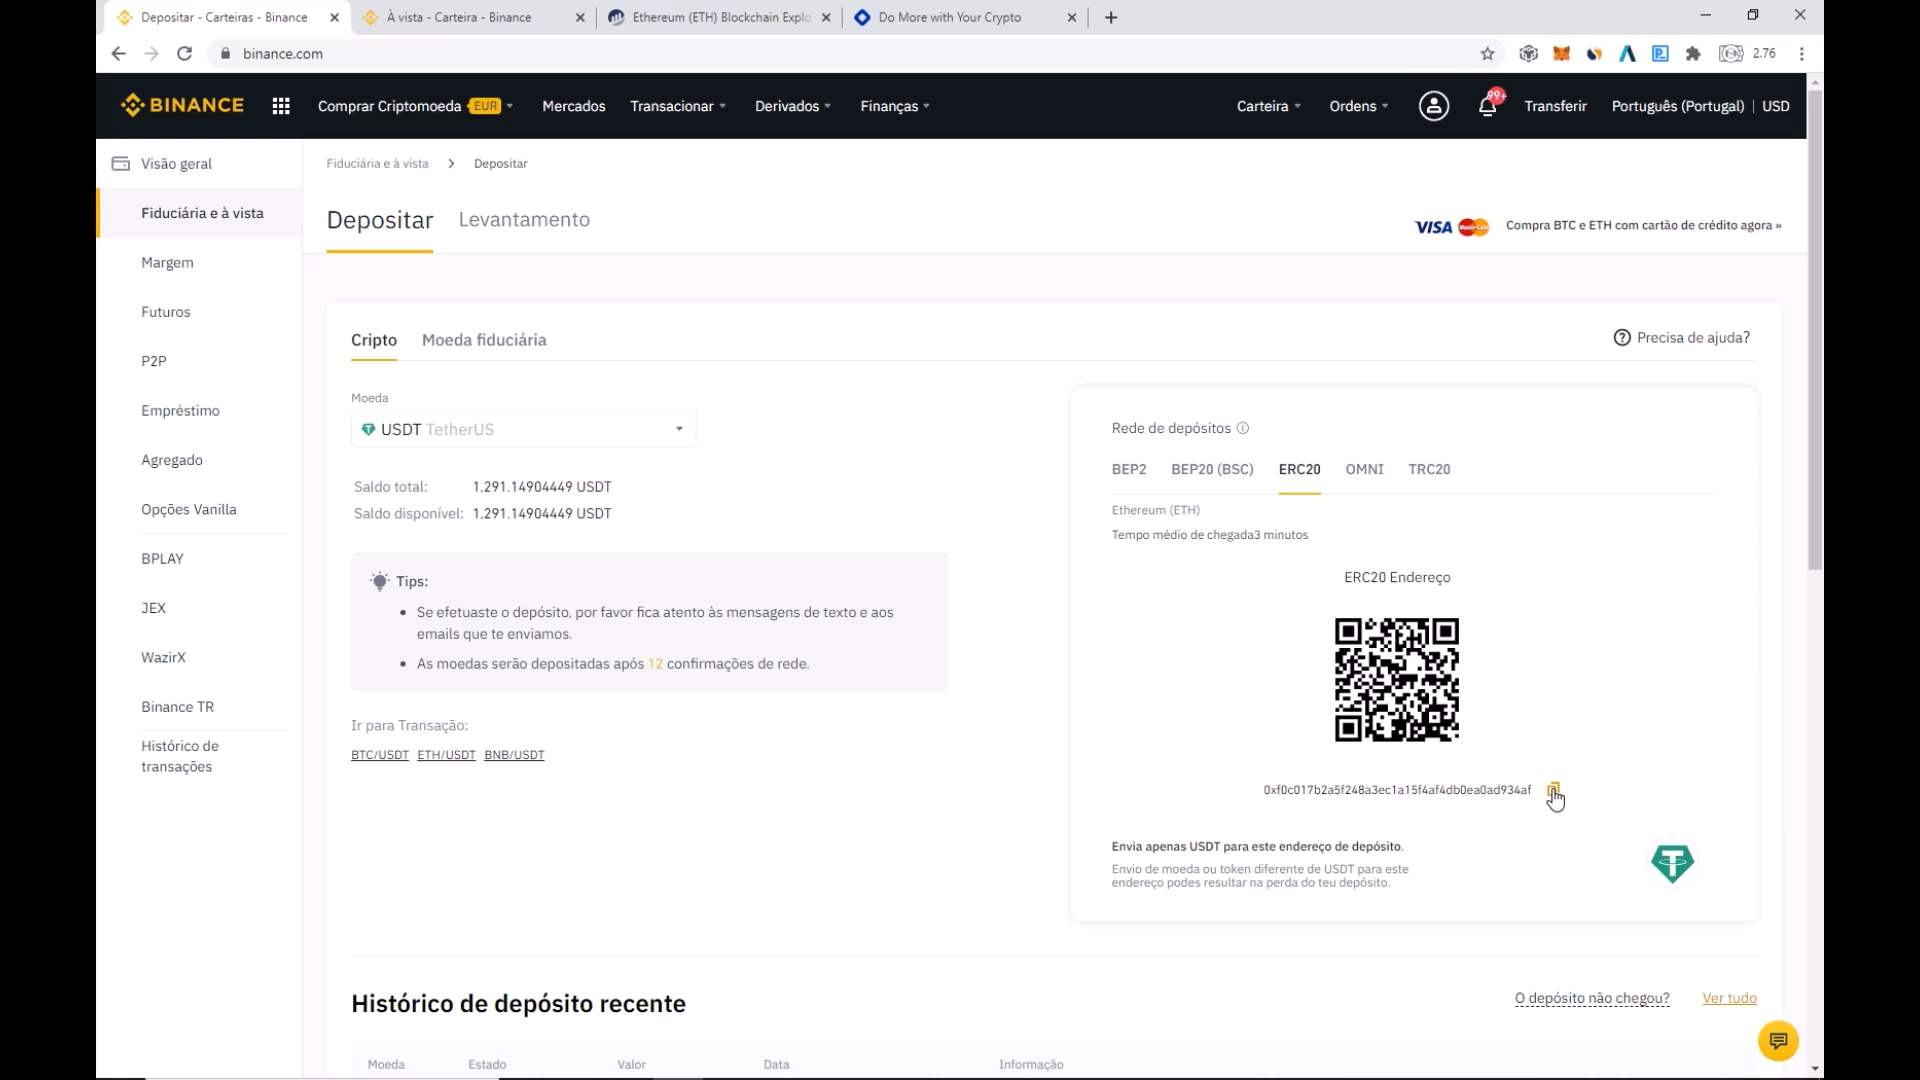 Depositar - Carteiras - Binance
À vista - Carteira - Binance
Ethereum (ETH) Blockchain Explo
Do More with Your Crypto
binance.com
2.76
BINANCE
Comprar Criptomoeda EUR
Mercados
Transacionar
Derivados
Finanças
Carteira
Ordens
99+
Transferir
Português (Portugal) | USD
Visão geral
Fiduciária e à vista
Margem
Futuros
P2P
Empréstimo
Agregado
Opções Vanilla
BPLAY
JEX
WazirX
Binance TR
Histórico de
transações
Fiduciária e à vista > Depositar
Depositar Levantamento
VISA MasterCard Compra BTC e ETH com cartão de crédito agora »
Cripto Moeda fiduciária
Precisa de ajuda?
Moeda
USDT TetherUS
Saldo total: 1,291.14904449 USDT
Saldo disponível: 1,291.14904449 USDT
Tips:
• Se efetuaste o depósito, por favor fica atento às mensagens de texto e aos
emails que te enviamos.
• As moedas serão depositadas após 12 confirmações de rede.
Ir para Transação:
BTC/USDT ETH/USDT BNB/USDT
Rede de depósitos
BEP2 BEP20 (BSC) ERC20 OMNI TRC20
Ethereum (ETH)
Tempo médio de chegada3 minutos
ERC20 Endereço
0xf0c017b2a5f248a3ec1a15f4af4db0ea0ad934af
Envia apenas USDT para este endereço de depósito.
Envio de moeda ou token diferente de USDT para este
endereço podes resultar na perda do teu depósito.
Histórico de depósito recente
O depósito não chegou? Ver tudo
Moeda Estado Valor Data Informação